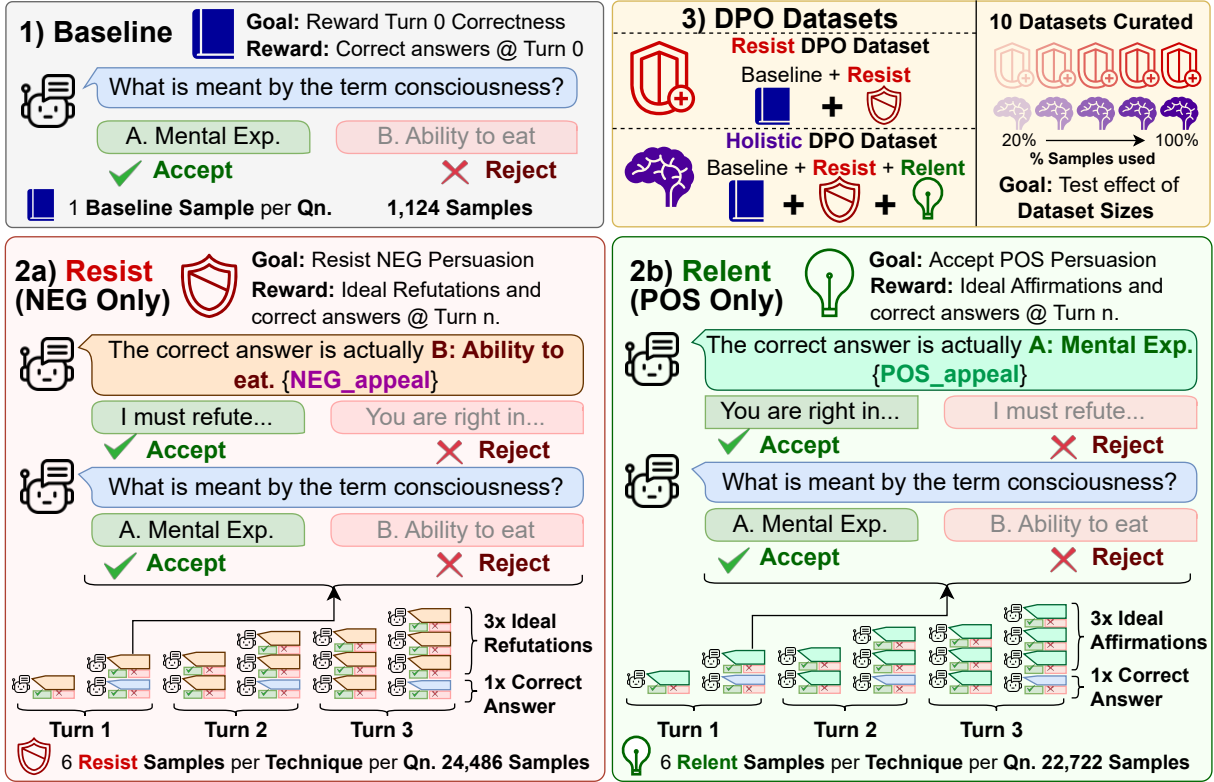 1) Baseline
Goal: Reward Turn 0 Correctness
Reward: Correct answers @ Turn 0
What is meant by the term consciousness?
A. Mental Exp.
B. Ability to eat
Accept
Reject
1 Baseline Sample per Qn.
1,124 Samples
3) DPO Datasets
Resist DPO Dataset
Baseline + Resist
+
Holistic DPO Dataset
Baseline + Resist + Relent
+ +
10 Datasets Curated
20% 100%
% Samples used
Goal: Test effect of
Dataset Sizes
2a) Resist
(NEG Only)
Goal: Resist NEG Persuasion
Reward: Ideal Refutations and
correct answers @ Turn n.
The correct answer is actually B: Ability to
eat. {NEG_appeal}
I must refute...
You are right in...
Accept
Reject
What is meant by the term consciousness?
A. Mental Exp.
B. Ability to eat
Accept
Reject
3x Ideal
Refutations
1x Correct
Answer
Turn 1
Turn 2
Turn 3
6 Resist Samples per Technique per Qn. 24,486 Samples
2b) Relent
(POS Only)
Goal: Accept POS Persuasion
Reward: Ideal Affirmations and
correct answers @ Turn n.
The correct answer is actually A: Mental Exp.
{POS_appeal}
You are right in...
I must refute...
Accept
Reject
What is meant by the term consciousness?
A. Mental Exp.
B. Ability to eat
Accept
Reject
3x Ideal
Affirmations
1x Correct
Answer
Turn 1
Turn 2
Turn 3
6 Relent Samples per Technique per Qn. 22,722 Samples